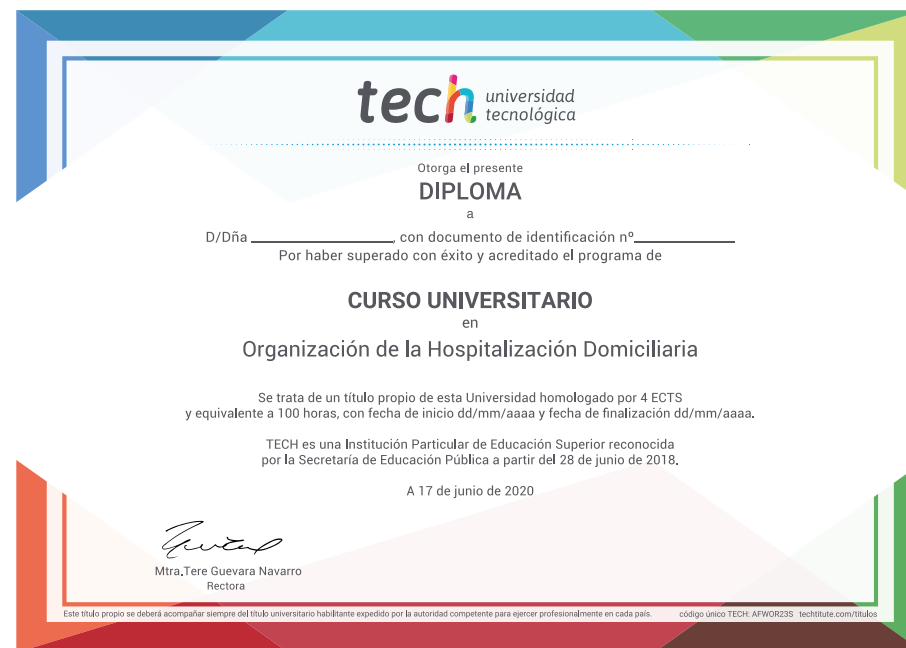 tech universidad
tecnológica
Otorga el presente
DIPLOMA
a
D/Dña ____________________, con documento de identificación nº______________
Por haber superado con éxito y acreditado el programa de
CURSO UNIVERSITARIO
en
Organización de la Hospitalización Domiciliaria
Se trata de un título propio de esta Universidad homologado por 4 ECTS
y equivalente a 100 horas, con fecha de inicio dd/mm/aaaa y fecha de finalización dd/mm/aaaa.
TECH es una Institución Particular de Educación Superior reconocida
por la Secretaría de Educación Pública a partir del 28 de junio de 2018.
A 17 de junio de 2020
Mtra.Tere Guevara Navarro
Rectora
Este título propio se deberá acompañar siempre del título universitario habilitante expedido por la autoridad competente para ejercer profesionalmente en cada país. código único TECH: AFWOR23S techtitute.com/titulos